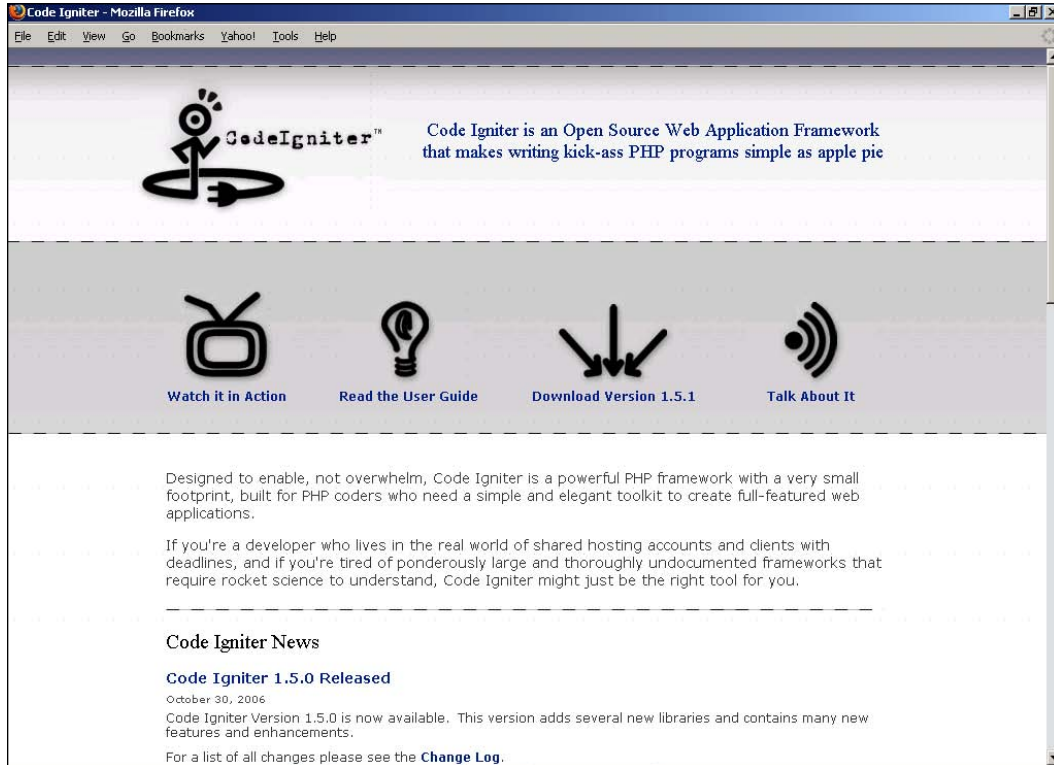 Code Igniter - Mozilla Firefox
File Edit View Go Bookmarks Yahoo! Tools Help
CodeIgniter™
Code Igniter is an Open Source Web Application Framework
that makes writing kick-ass PHP programs simple as apple pie
Watch it in Action Read the User Guide Download Version 1.5.1 Talk About It
Designed to enable, not overwhelm, Code Igniter is a powerful PHP framework with a very small
footprint, built for PHP coders who need a simple and elegant toolkit to create full-featured web
applications.
If you're a developer who lives in the real world of shared hosting accounts and clients with
deadlines, and if you're tired of ponderously large and thoroughly undocumented frameworks that
require rocket science to understand, Code Igniter might just be the right tool for you.
Code Igniter News
Code Igniter 1.5.0 Released
October 30, 2006
Code Igniter Version 1.5.0 is now available. This version adds several new libraries and contains many new
features and enhancements.
For a list of all changes please see the Change Log.